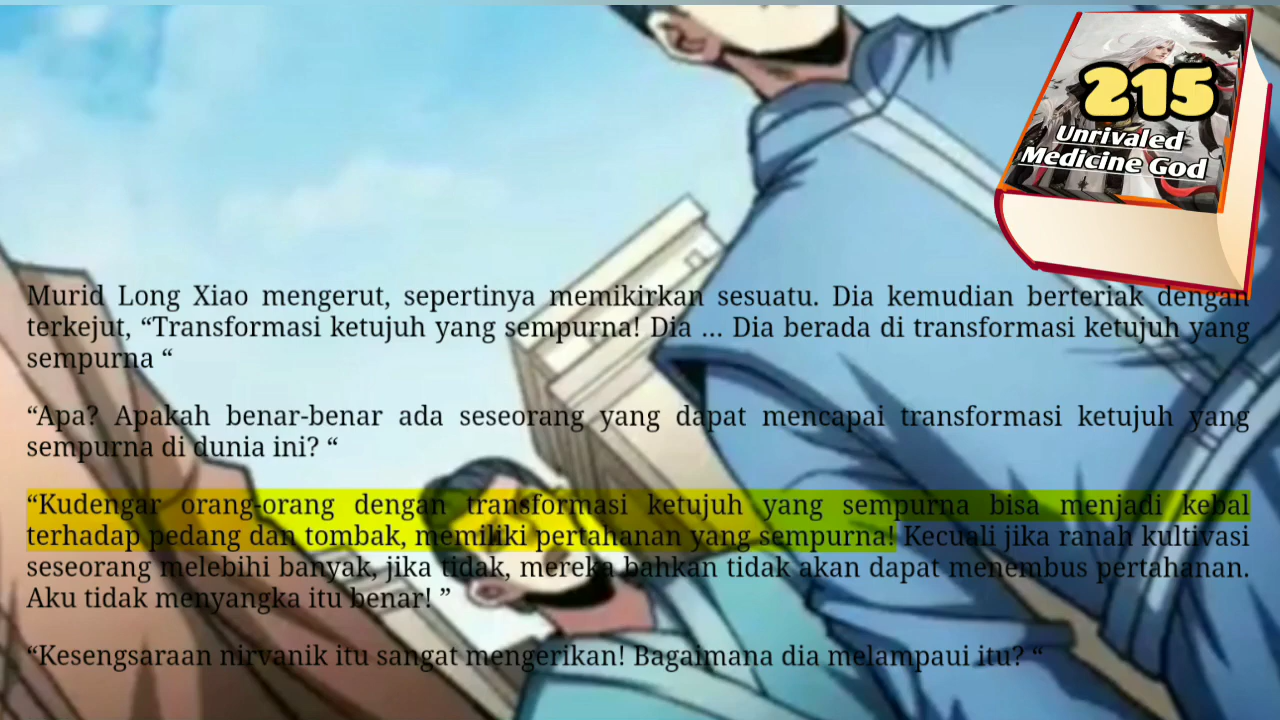 215
Unrivaled
Medicine God
Murid Long Xiao mengerut, sepertinya memikirkan sesuatu. Dia kemudian berteriak dengan
terkejut, “Transformasi ketujuh yang sempurna! Dia ... Dia berada di transformasi ketujuh yang
sempurna “
“Apa? Apakah benar-benar ada seseorang yang dapat mencapai transformasi ketujuh yang
sempurna di dunia ini? “
“Kudengar orang-orang dengan transformasi ketujuh yang sempurna bisa menjadi kebal
terhadap pedang dan tombak, memiliki pertahanan yang sempurna! Kecuali jika ranah kultivasi
seseorang melebihi banyak, jika tidak, mereka bahkan tidak akan dapat menembus pertahanan.
Aku tidak menyangka itu benar! ”
“Kesengsaraan nirvanik itu sangat mengerikan! Bagaimana dia melampaui itu? “